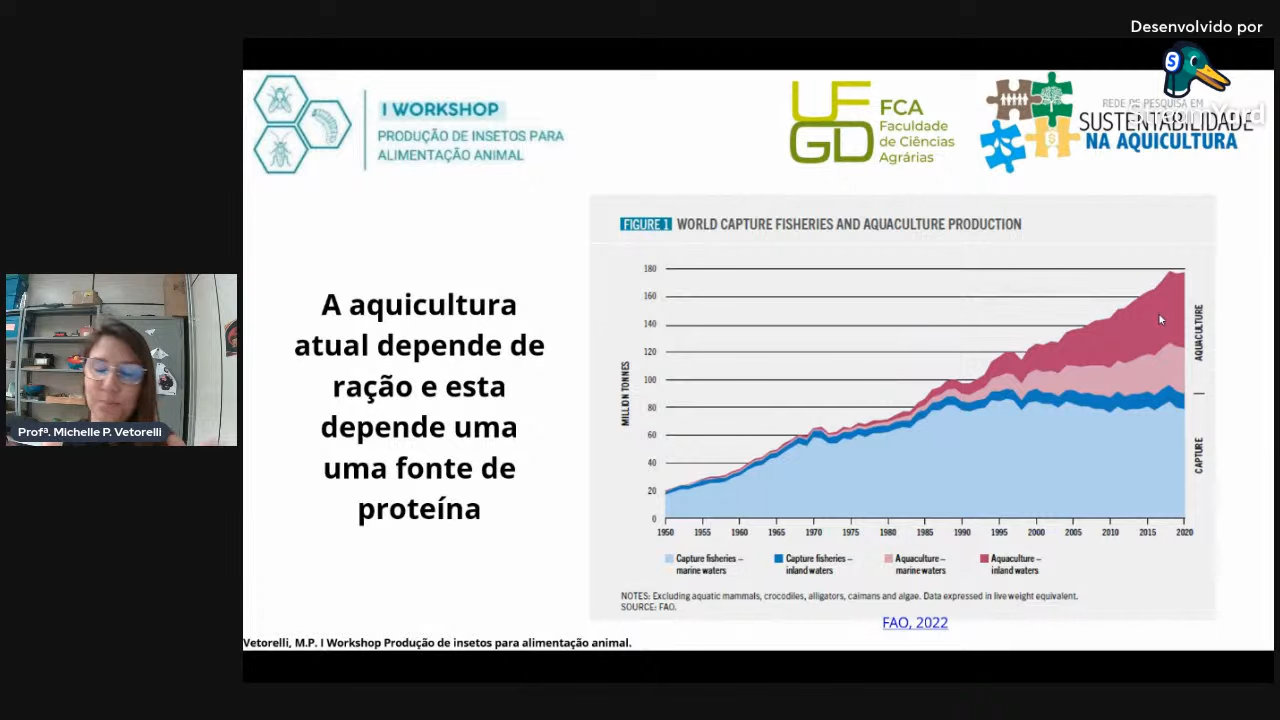 Desenvolvido por
S
StreamYard
I WORKSHOP
PRODUÇÃO DE INSETOS PARA
ALIMENTAÇÃO ANIMAL
UF
GD
FCA
Faculdade
de Ciências
Agrárias
REDE DE PESQUISA EM
SUSTENTABILIDADE
NA AQUICULTURA
A aquicultura
atual depende de
ração e esta
depende uma
uma fonte de
proteína
FIGURE 1 WORLD CAPTURE FISHERIES AND AQUACULTURE PRODUCTION
MILLION TONNES
180
160
140
120
100
80
60
40
20
0
1950 1955 1960 1965 1970 1975 1980 1985 1990 1995 2000 2005 2010 2015 2020
AQUACULTURE
CAPTURE
Capture fisheries –
marine waters
Capture fisheries –
inland waters
Aquaculture –
marine waters
Aquaculture –
inland waters
NOTES: Excluding aquatic mammals, crocodiles, alligators, caimans and algae. Data expressed in live weight equivalent.
SOURCE: FAO.
FAO, 2022
Vetorelli, M.P. I Workshop Produção de insetos para alimentação animal.
Profª. Michelle P. Vetorelli